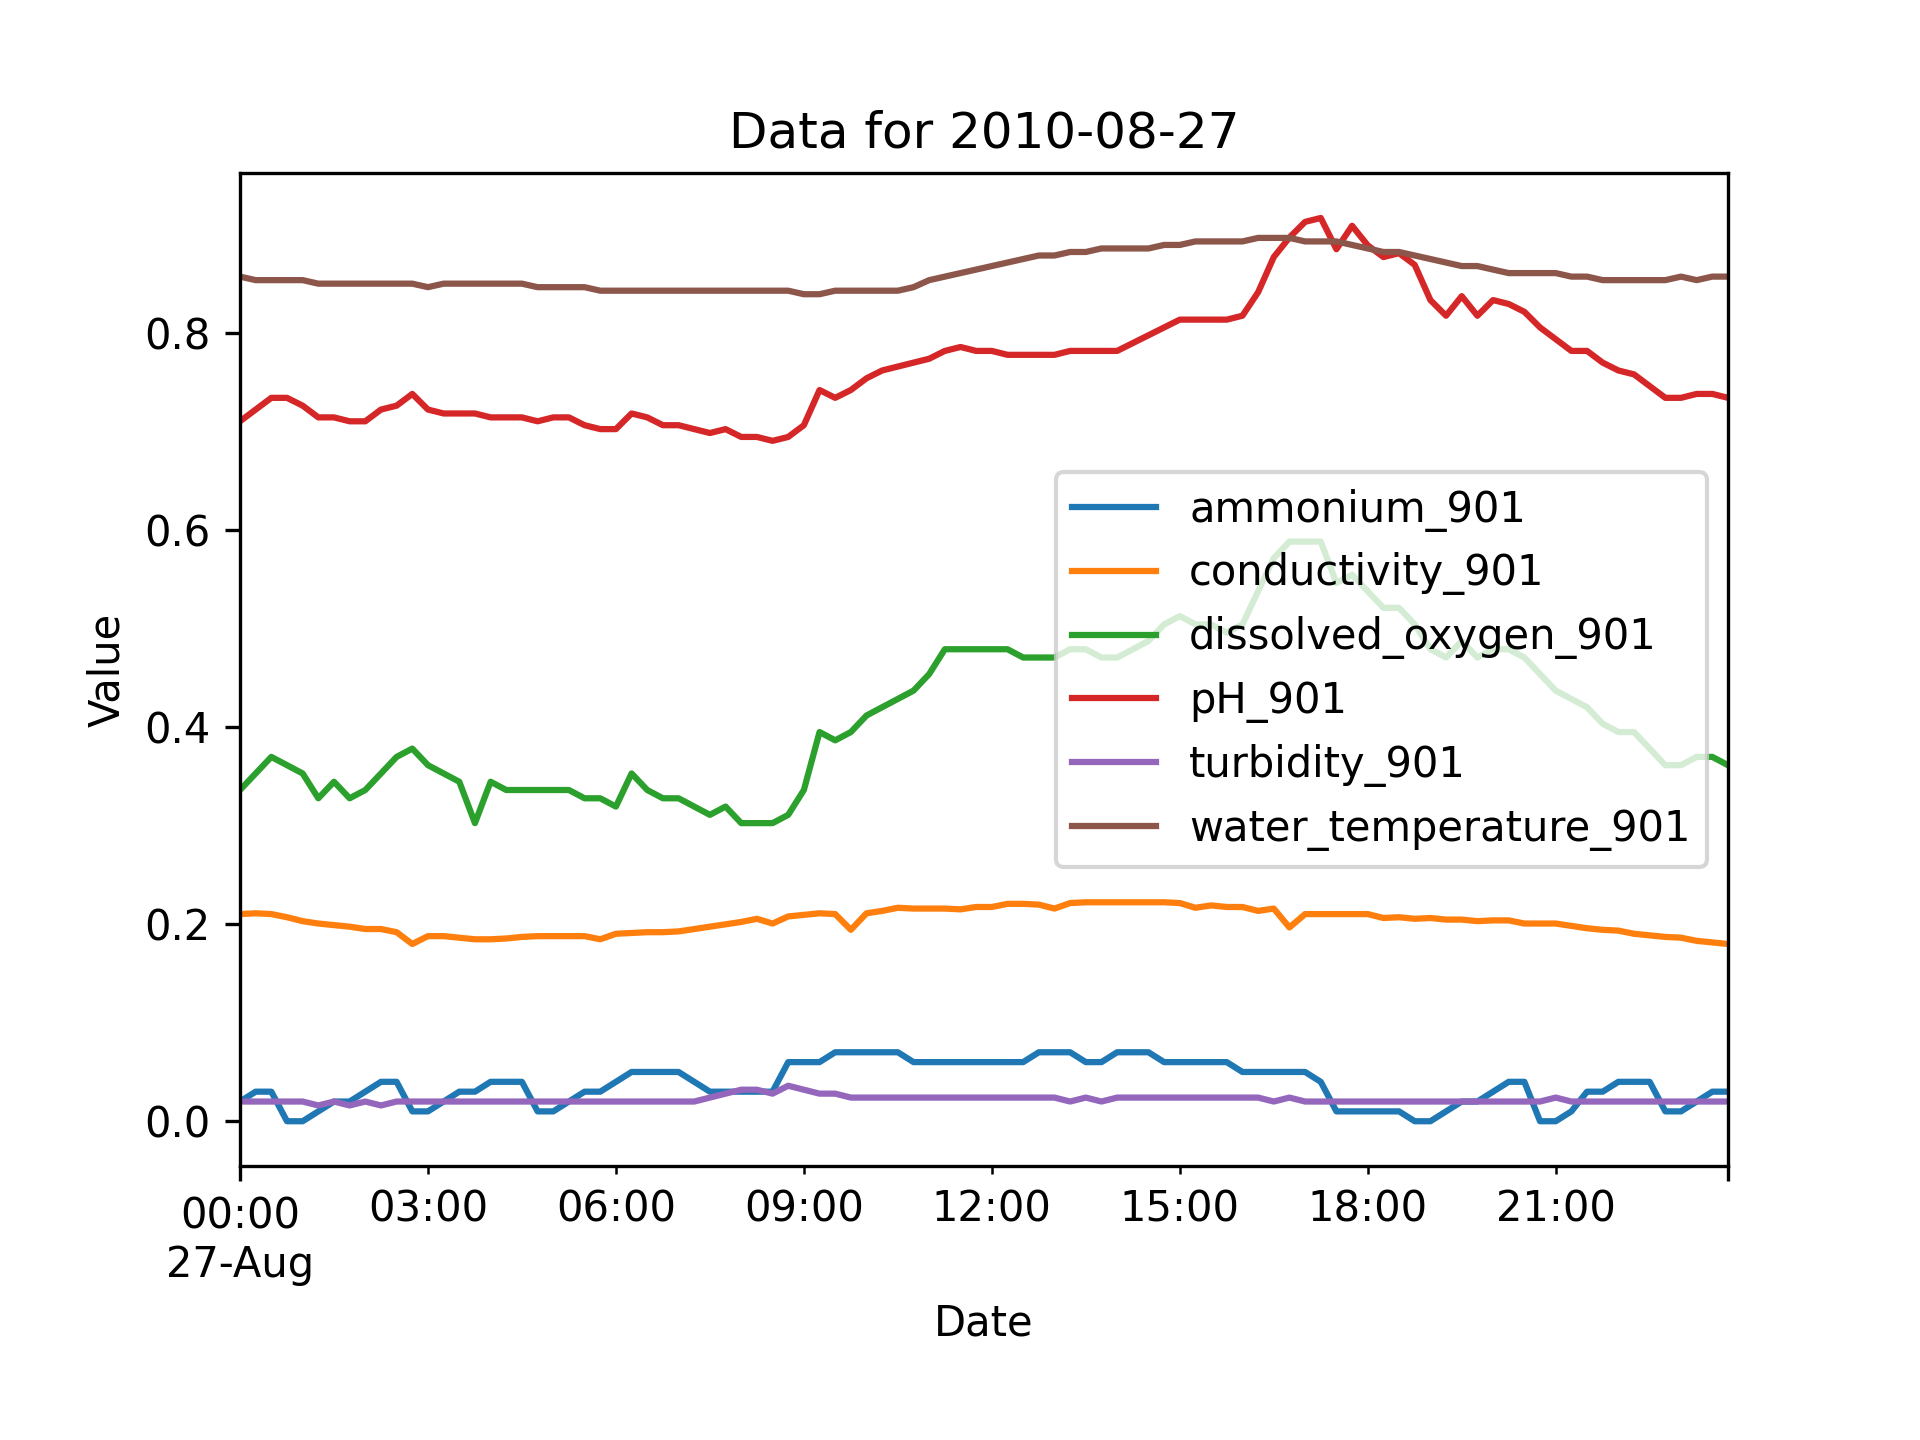 Data for 2010-08-27
Value
0.8
0.6
0.4
0.2
0.0
ammonium_901
conductivity_901
dissolved_oxygen_901
pH_901
turbidity_901
water_temperature_901
00:00 03:00 06:00 09:00 12:00 15:00 18:00 21:00
27-Aug
Date